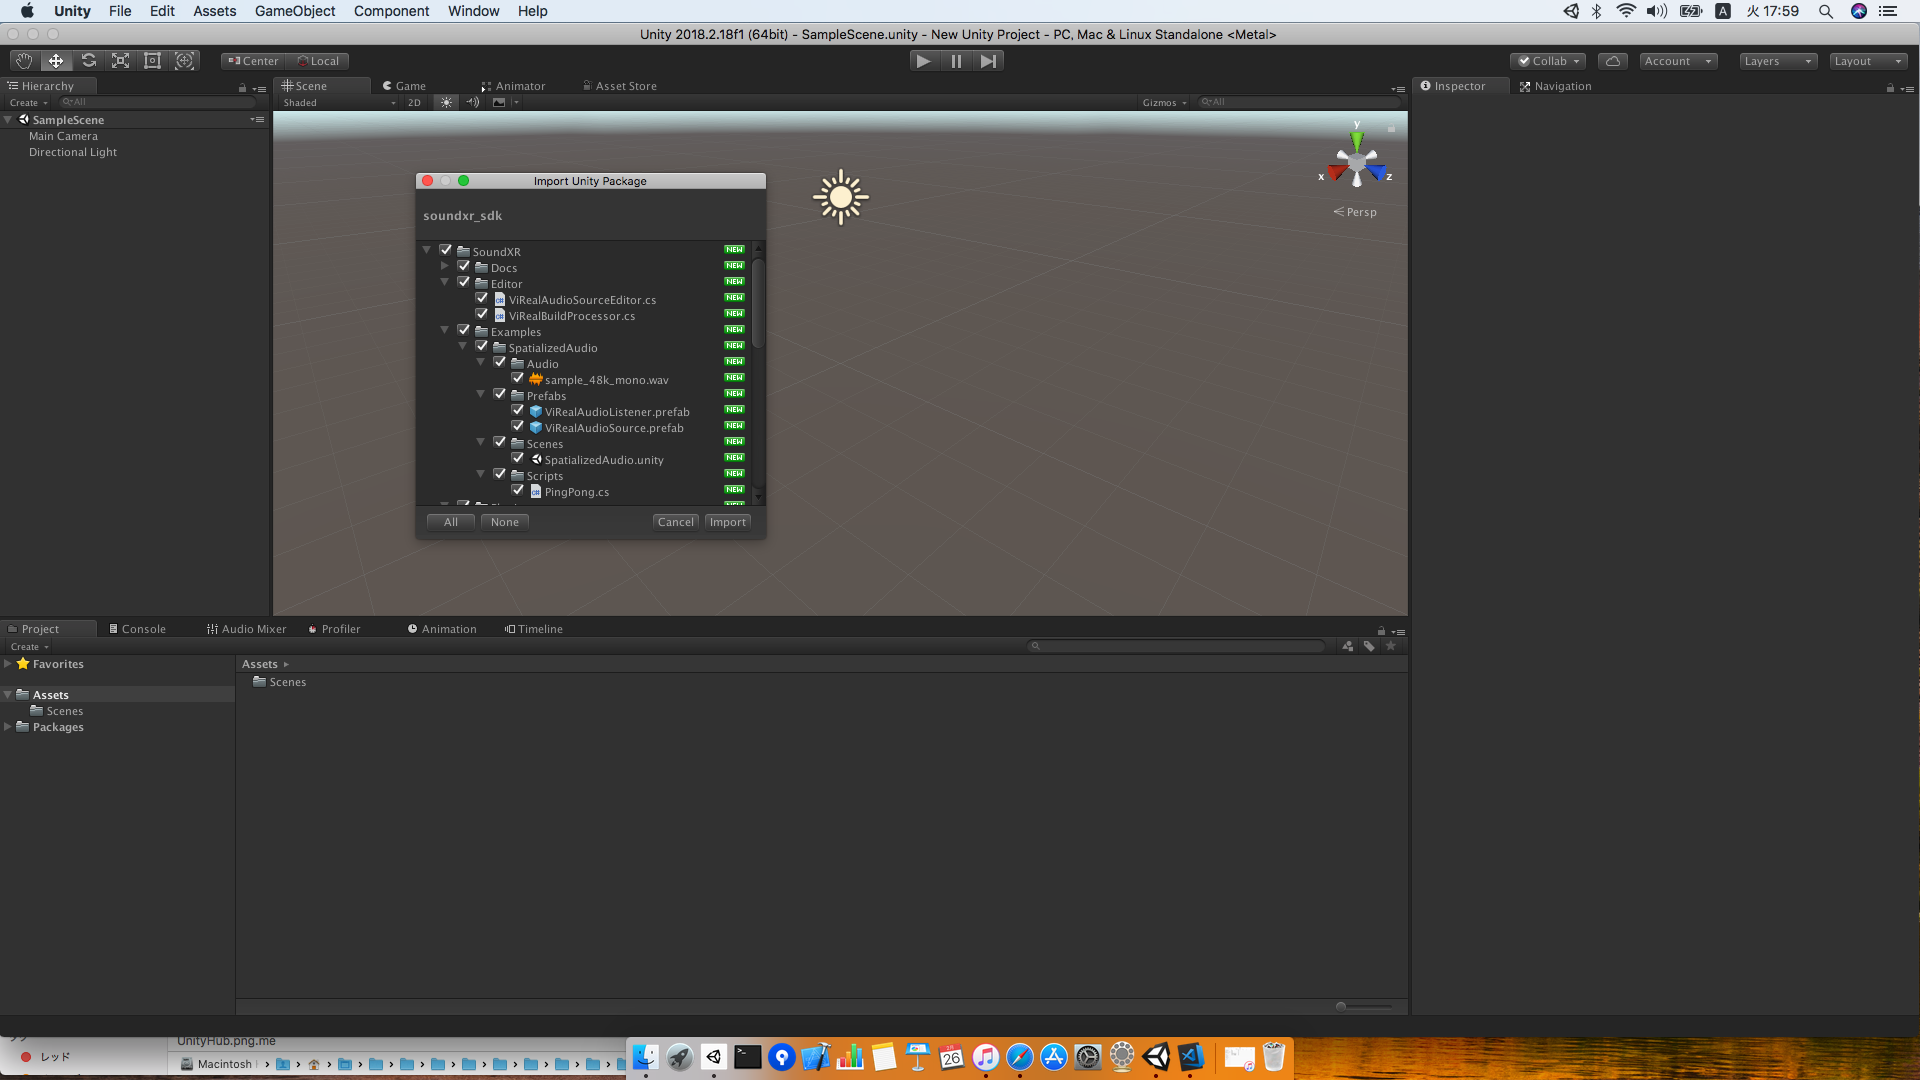 Unity File Edit Assets GameObject Component Window Help A 火 17:59
Unity 2018.2.18f1 (64bit) - SampleScene.unity - New Unity Project - PC, Mac & Linux Standalone <Metal>
Center Local Collab Account Layers Layout
Hierarchy
Create All
SampleScene
Main Camera
Directional Light
Scene Game Animator Asset Store
Shaded 2D Gizmos All
y
x z
Persp
Inspector Navigation
Import Unity Package
soundxr_sdk
SoundXR NEW
Docs NEW
Editor NEW
ViRealAudioSourceEditor.cs NEW
ViRealBuildProcessor.cs NEW
Examples NEW
SpatializedAudio NEW
Audio NEW
sample_48k_mono.wav NEW
Prefabs NEW
ViRealAudioListener.prefab NEW
ViRealAudioSource.prefab NEW
Scenes NEW
SpatializedAudio.unity NEW
Scripts NEW
PingPong.cs NEW
All None Cancel Import
Project Console Audio Mixer Profiler Animation Timeline
Create
Favorites
Assets
Scenes
Packages
Assets
Scenes
UnityHub.png.me
レッド
Macintosh
26